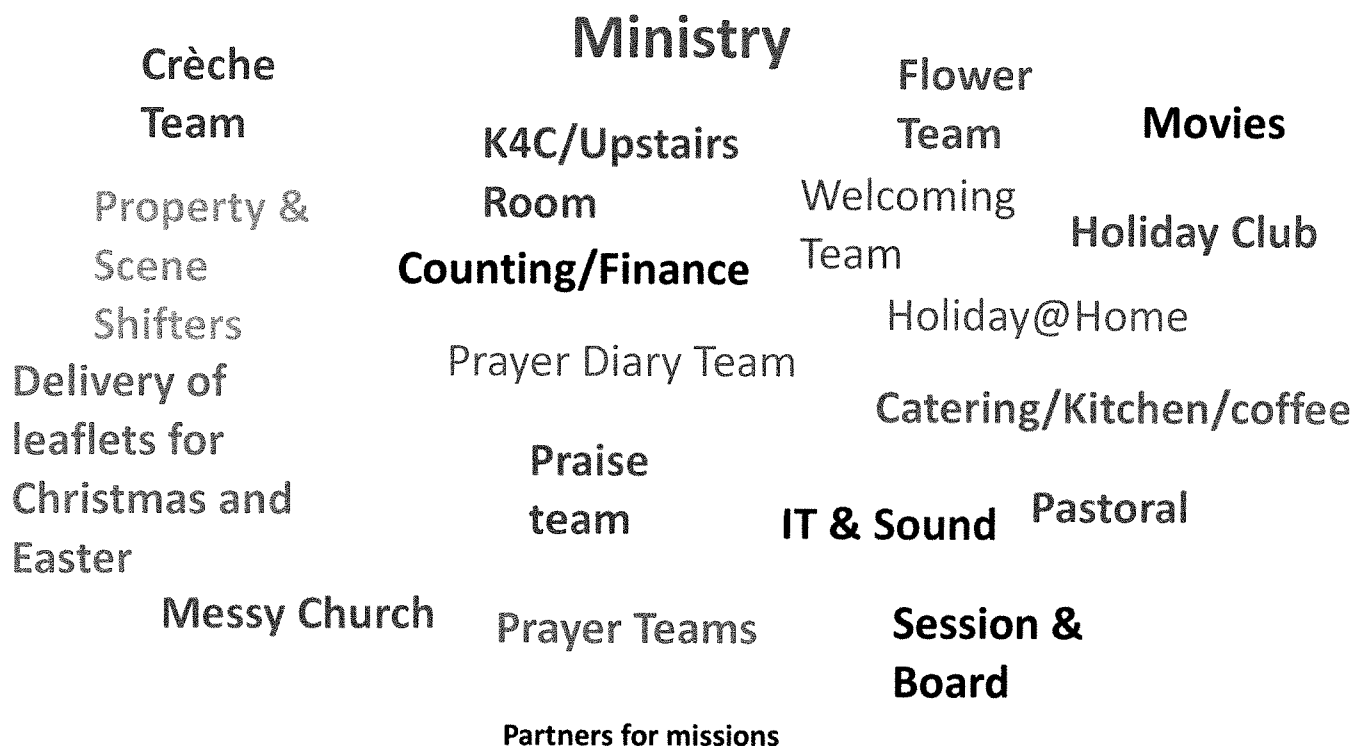 Ministry
Crèche
Team
Flower
Team
Movies
K4C/Upstairs
Room
Property &
Scene
Shifters
Welcoming
Team
Holiday Club
Counting/Finance
Holiday@Home
Prayer Diary Team
Delivery of
leaflets for
Christmas and
Easter
Catering/Kitchen/coffee
Praise
team
IT & Sound
Pastoral
Messy Church
Prayer Teams
Session &
Board
Partners for missions